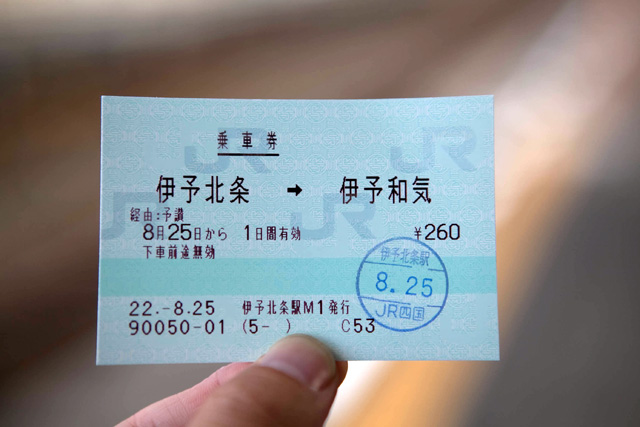 乗車券
伊予北条 → 伊予和気
経由:予讃
8月25日から 1日間有効 ¥260
下車前途無効
伊予北条駅
8.25
JR四国
22.-8.25 伊予北条駅M1発行
90050-01 (5- ) C53
JR
JR
JR